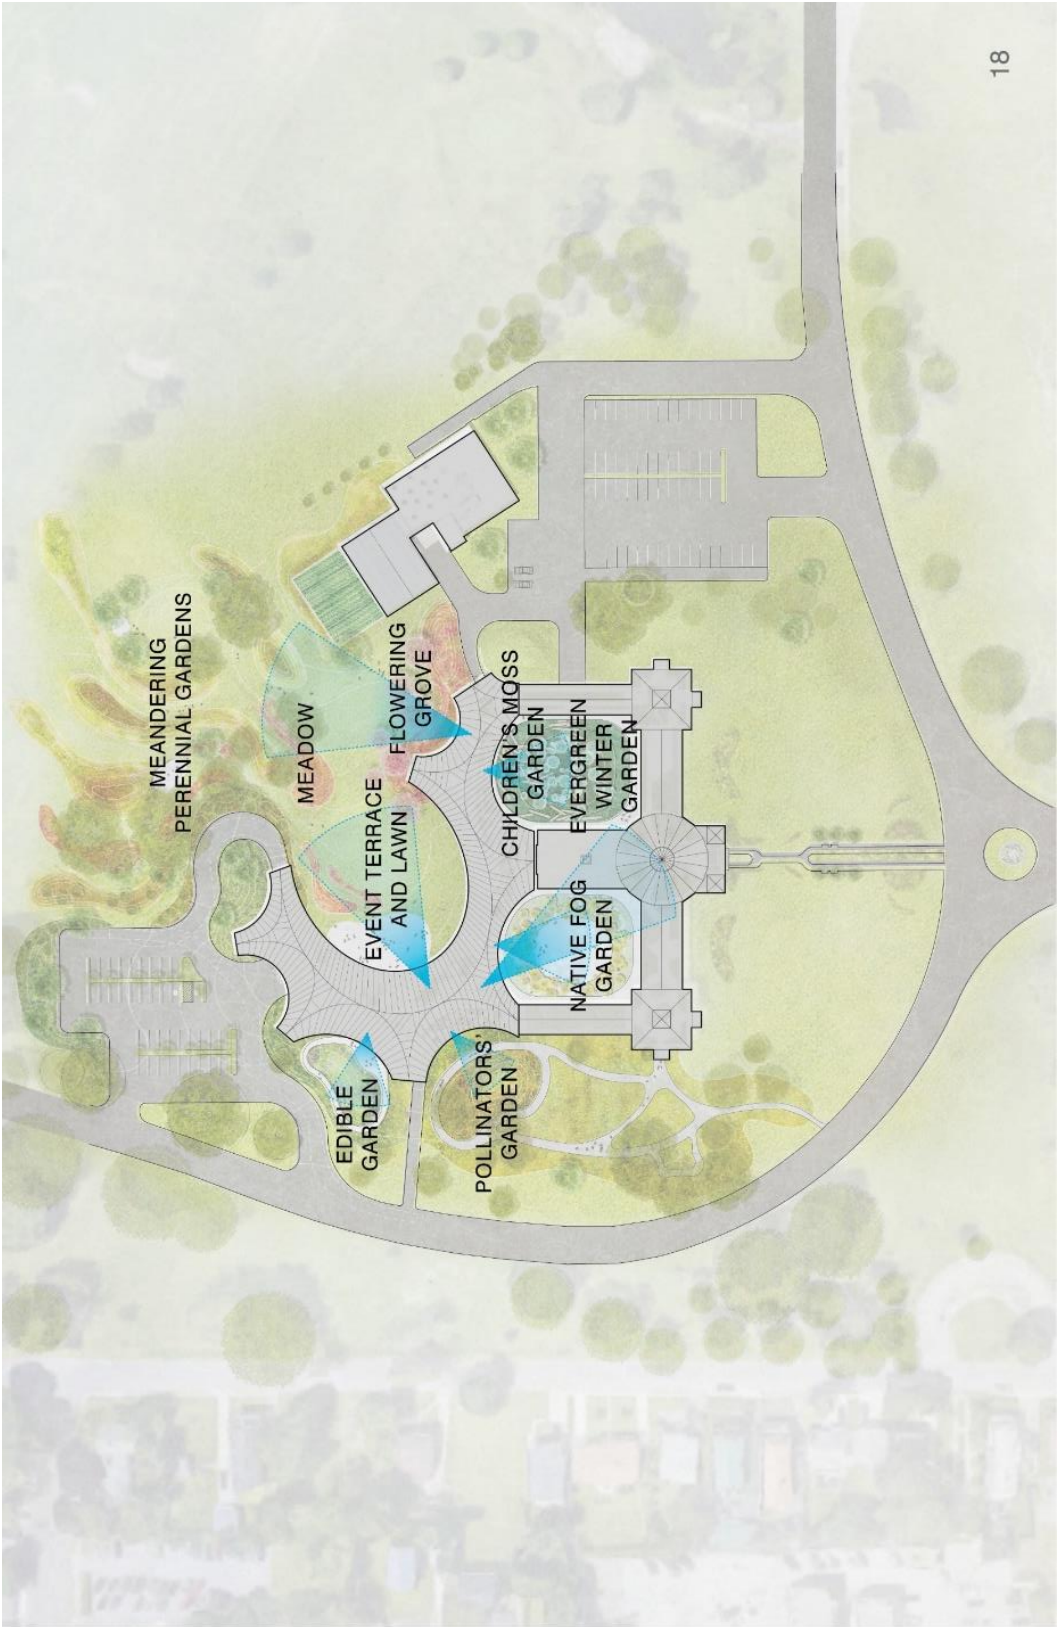 MEANDERING
PERENNIAL GARDENS
MEADOW
FLOWERING
GROVE
EVENT TERRACE
AND LAWN
CHILDREN'S MOSS
GARDEN
EVERGREEN
WINTER
GARDEN
NATIVE FOG
GARDEN
EDIBLE
GARDEN
POLLINATORS'
GARDEN
18